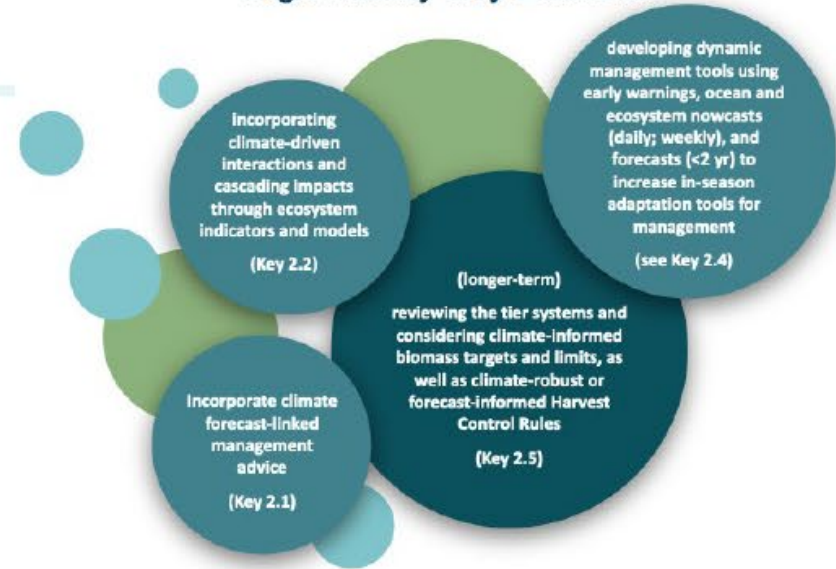 incorporating
climate-driven
interactions and
cascading impacts
through ecosystem
indicators and models
(Key 2.2)
developing dynamic
management tools using
early warnings, ocean and
ecosystem nowcasts
(daily; weekly), and
forecasts (<2 yr) to
increase in-season
adaptation tools for
management
(see Key 2.4)
(longer-term)
reviewing the tier systems and
considering climate-informed
biomass targets and limits, as
well as climate-robust or
forecast-informed Harvest
Control Rules
(Key 2.5)
Incorporate climate
forecast-linked
management
advice
(Key 2.1)